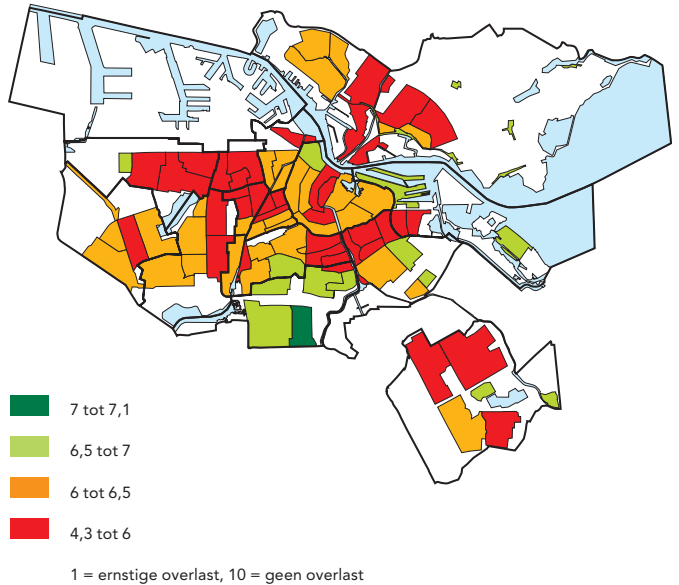 7 tot 7,1
6,5 tot 7
6 tot 6,5
4,3 tot 6
1 = ernstige overlast, 10 = geen overlast